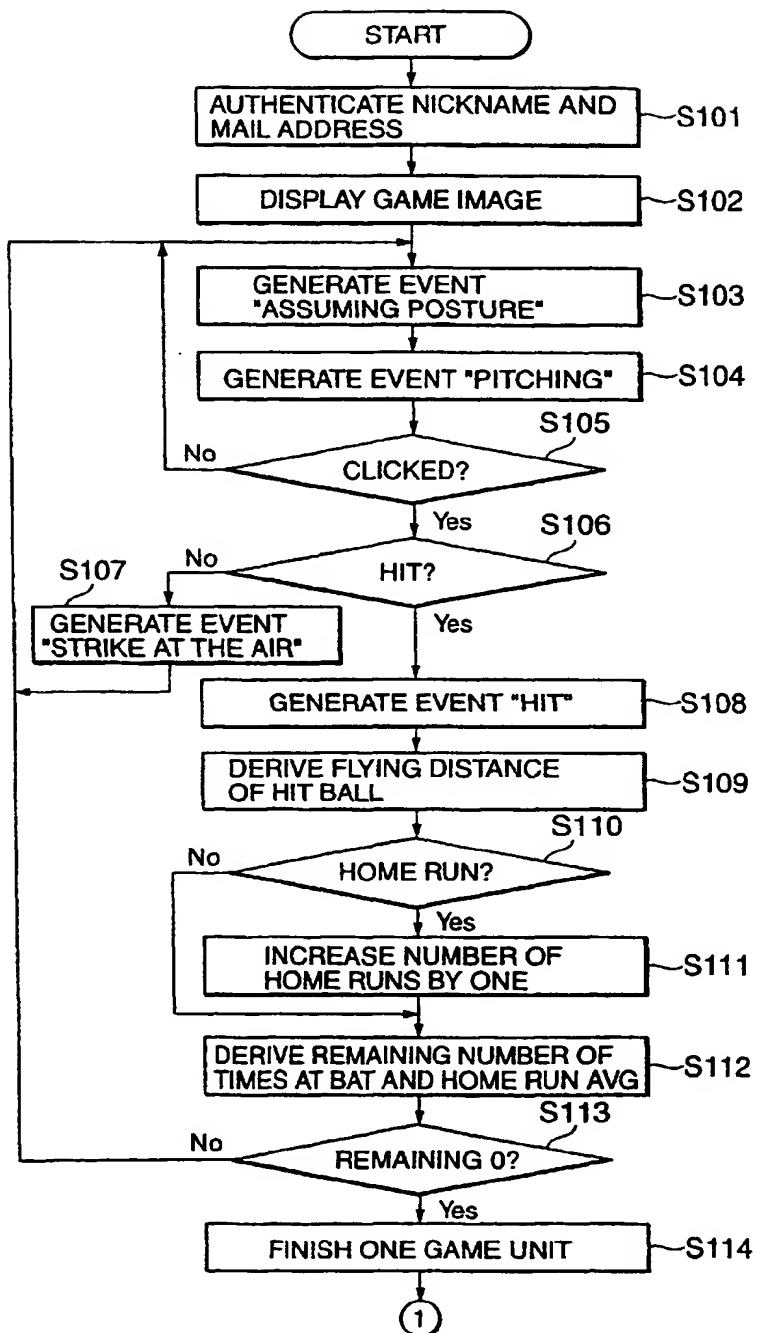 START
AUTHENTICATE NICKNAME AND
MAIL ADDRESS
S101
DISPLAY GAME IMAGE
S102
GENERATE EVENT
"ASSUMING POSTURE"
S103
GENERATE EVENT "PITCHING"
S104
S105
No
CLICKED?
Yes
S106
No
HIT?
S107
GENERATE EVENT
"STRIKE AT THE AIR"
Yes
GENERATE EVENT "HIT"
S108
DERIVE FLYING DISTANCE
OF HIT BALL
S109
S110
No
HOME RUN?
Yes
INCREASE NUMBER OF
HOME RUNS BY ONE
S111
DERIVE REMAINING NUMBER OF
TIMES AT BAT AND HOME RUN AVG
S112
S113
No
REMAINING 0?
Yes
FINISH ONE GAME UNIT
S114
1